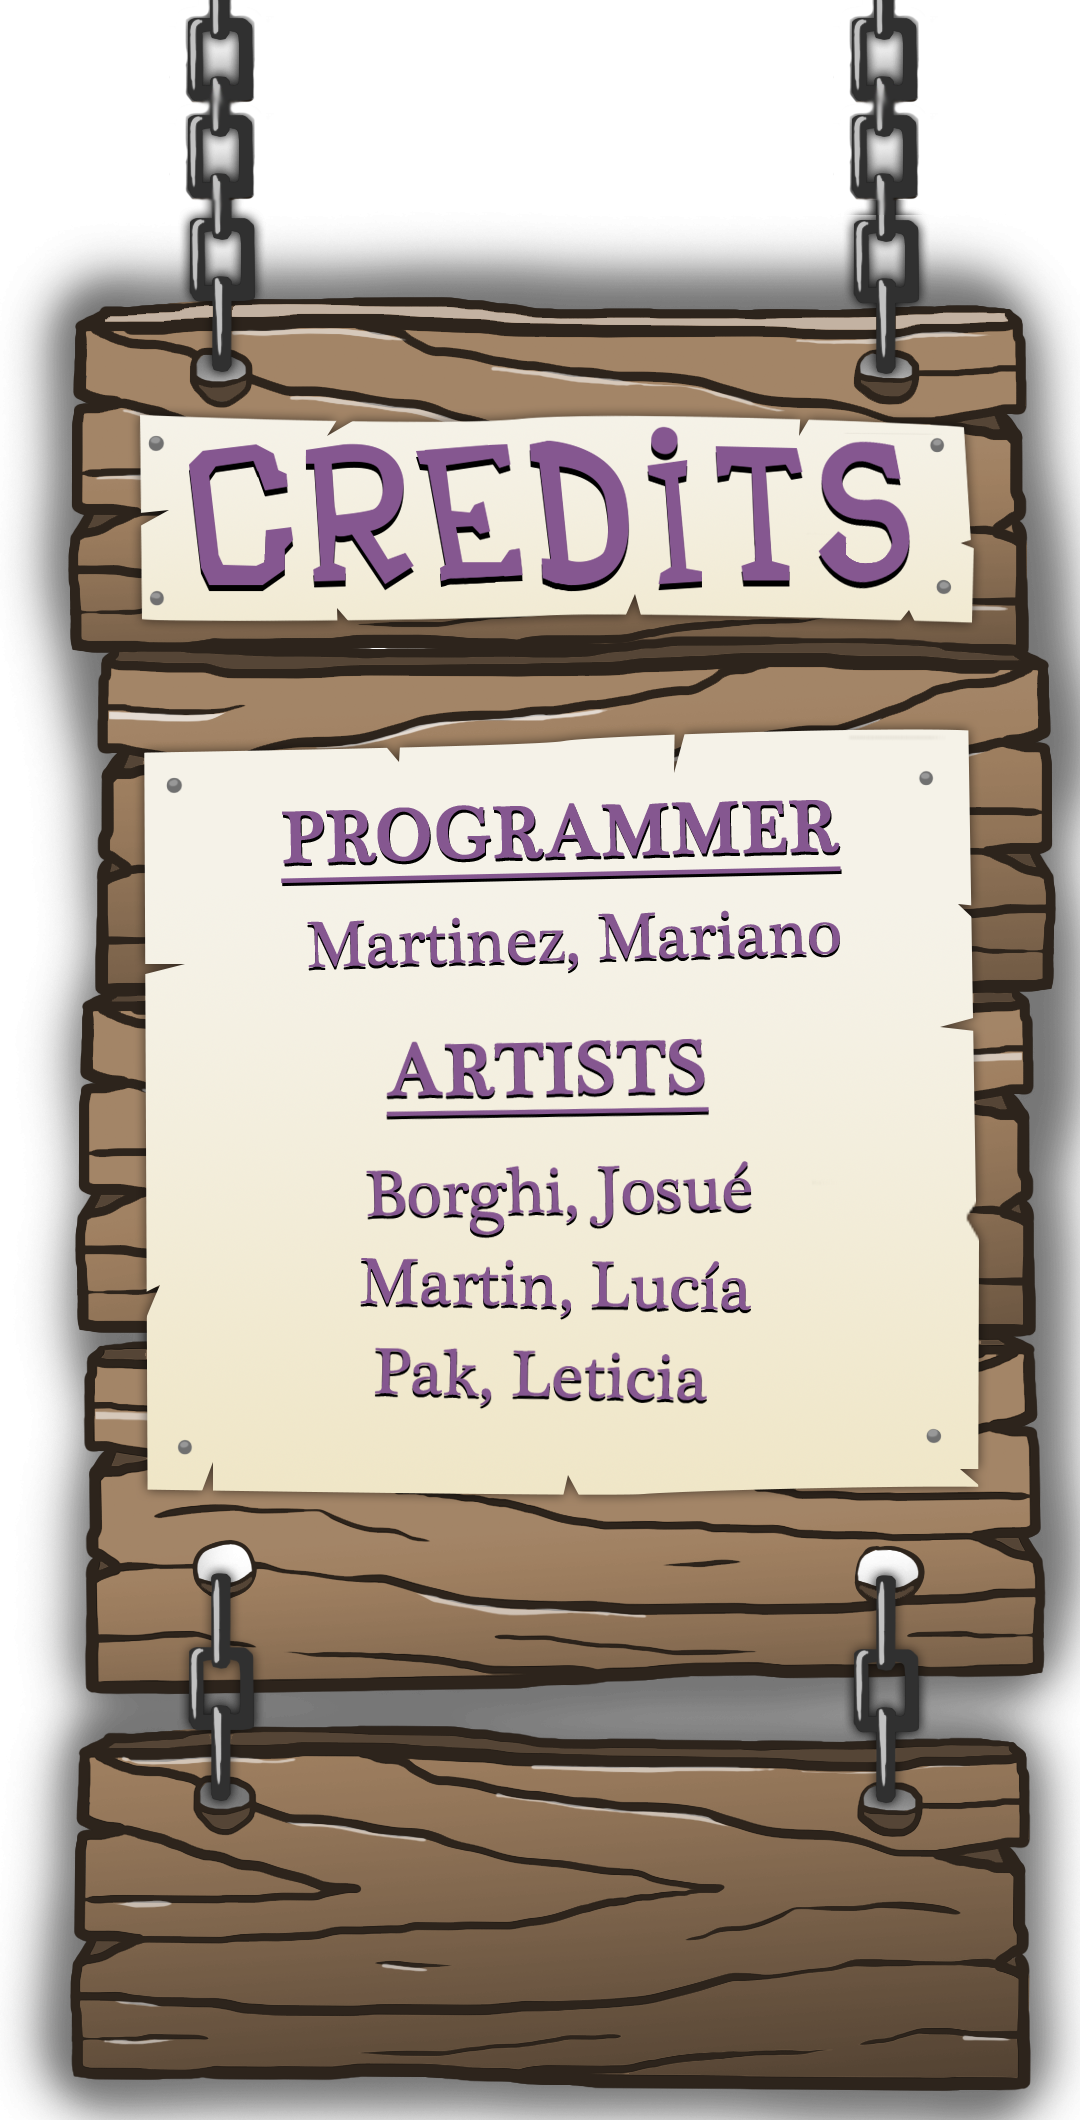 CREDiTS
PROGRAMMER
Martinez, Mariano
ARTISTS
Borghi, Josué
Martin, Lucía
Pak, Leticia